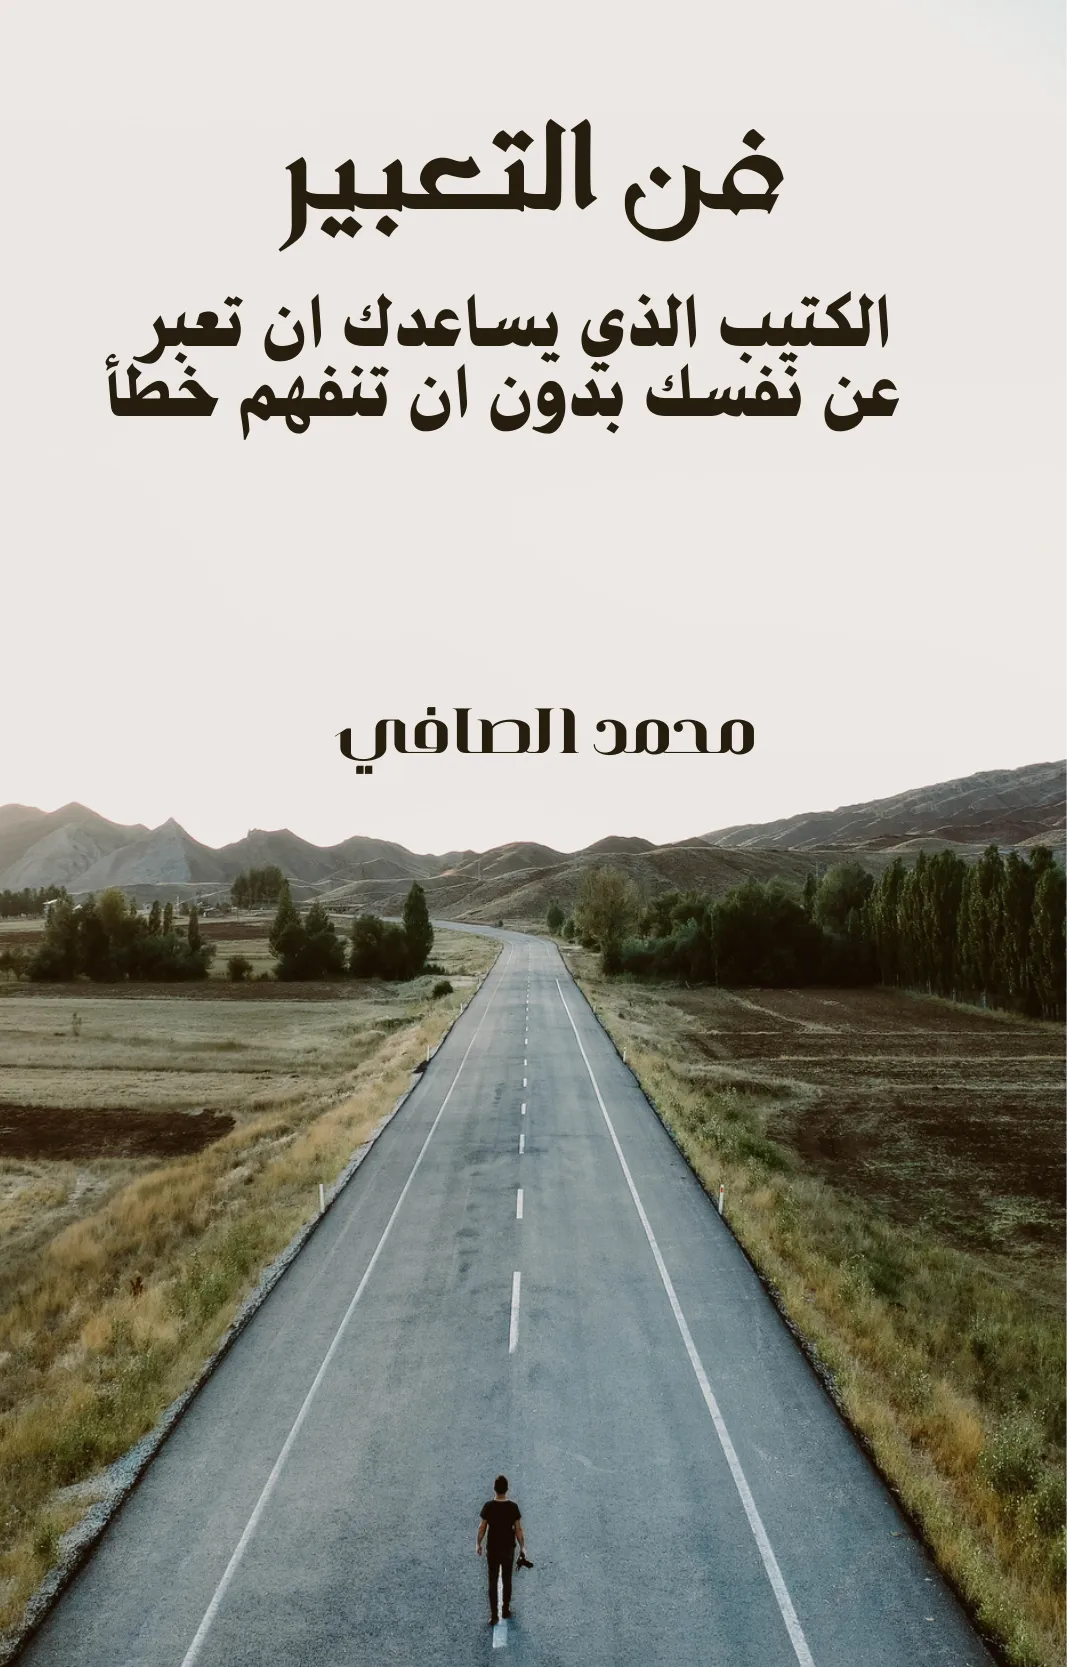 فن التعبير
الكتيب الذي يساعدك ان تعبر
عن نفسك بدون ان تنفهم خطأ
محمد الصافي